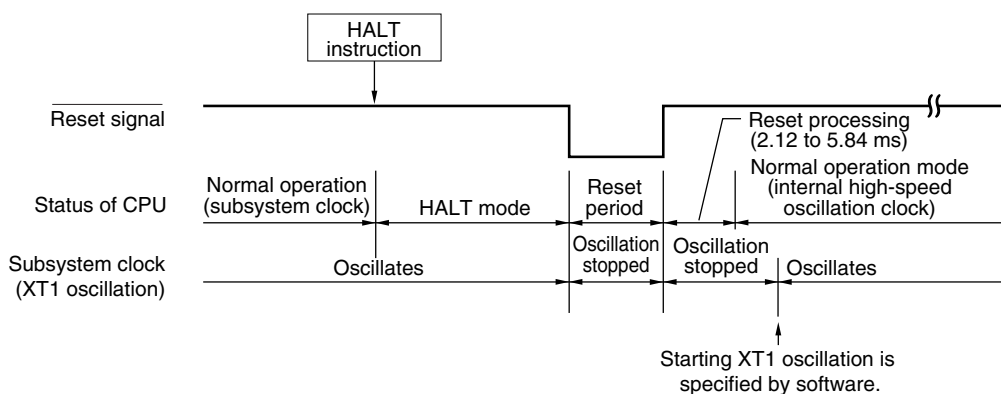 HALT
instruction
Reset signal
Reset processing
(2.12 to 5.84 ms)
Status of CPU
Normal operation
(subsystem clock)
HALT mode
Reset
period
Normal operation mode
(internal high-speed
oscillation clock)
Subsystem clock
(XT1 oscillation)
Oscillates
Oscillation
stopped
Oscillation
stopped
Oscillates
Starting XT1 oscillation is
specified by software.